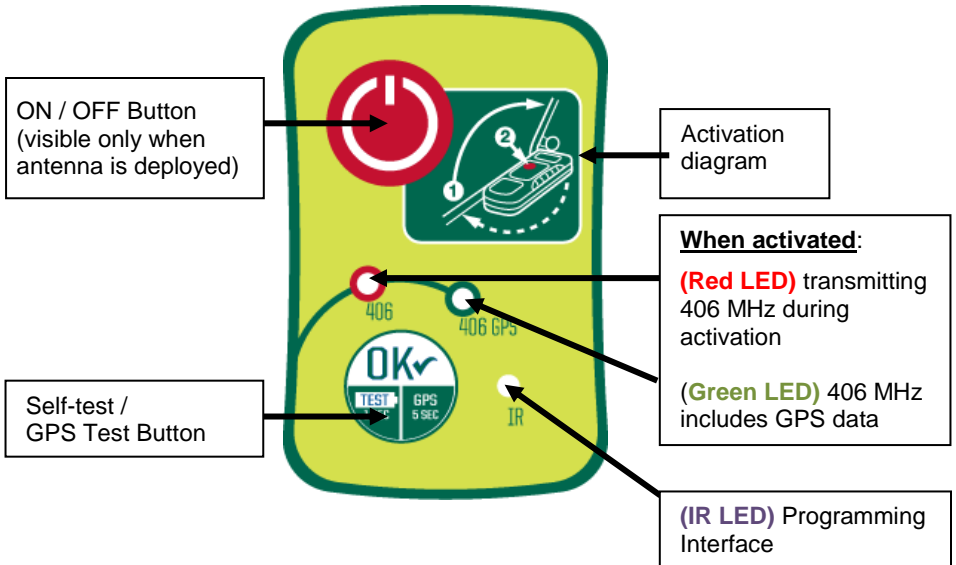 ON / OFF Button
(visible only when
antenna is deployed)
Activation
diagram
2
1
When activated:
(Red LED) transmitting
406 MHz during
activation
(Green LED) 406 MHz
includes GPS data
406
406 GPS
OK
TEST
GPS
5 SEC
IR
Self-test /
GPS Test Button
(IR LED) Programming
Interface